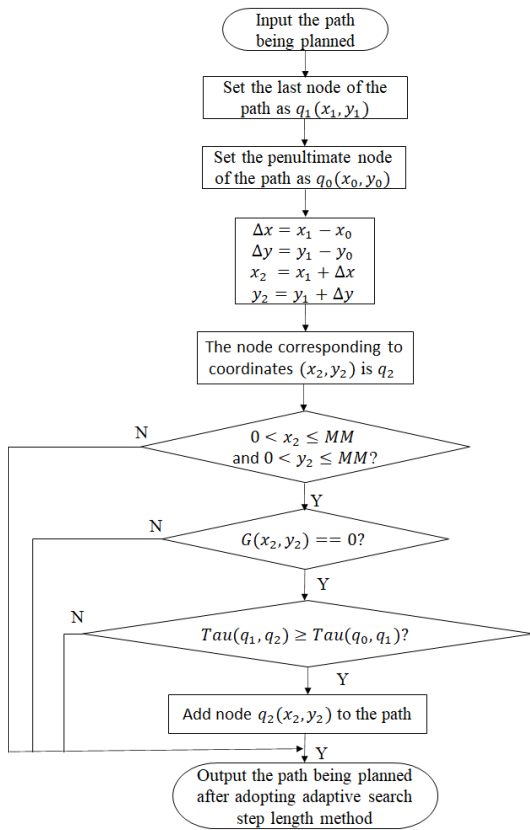 Input the path
being planned
Set the last node of the
path as q₁(x₁, y₁)
Set the penultimate node
of the path as q₀(x₀, y₀)
Δx = x₁ − x₀
Δy = y₁ − y₀
x₂ = x₁ + Δx
y₂ = y₁ + Δy
The node corresponding to
coordinates (x₂, y₂) is q₂
N
0 < x₂ ≤ MM
and 0 < y₂ ≤ MM?
Y
N
G(x₂, y₂) == 0?
Y
N
Tau(q₁, q₂) ≥ Tau(q₀, q₁)?
Y
Add node q₂(x₂, y₂) to the path
Y
Output the path being planned
after adopting adaptive search
step length method